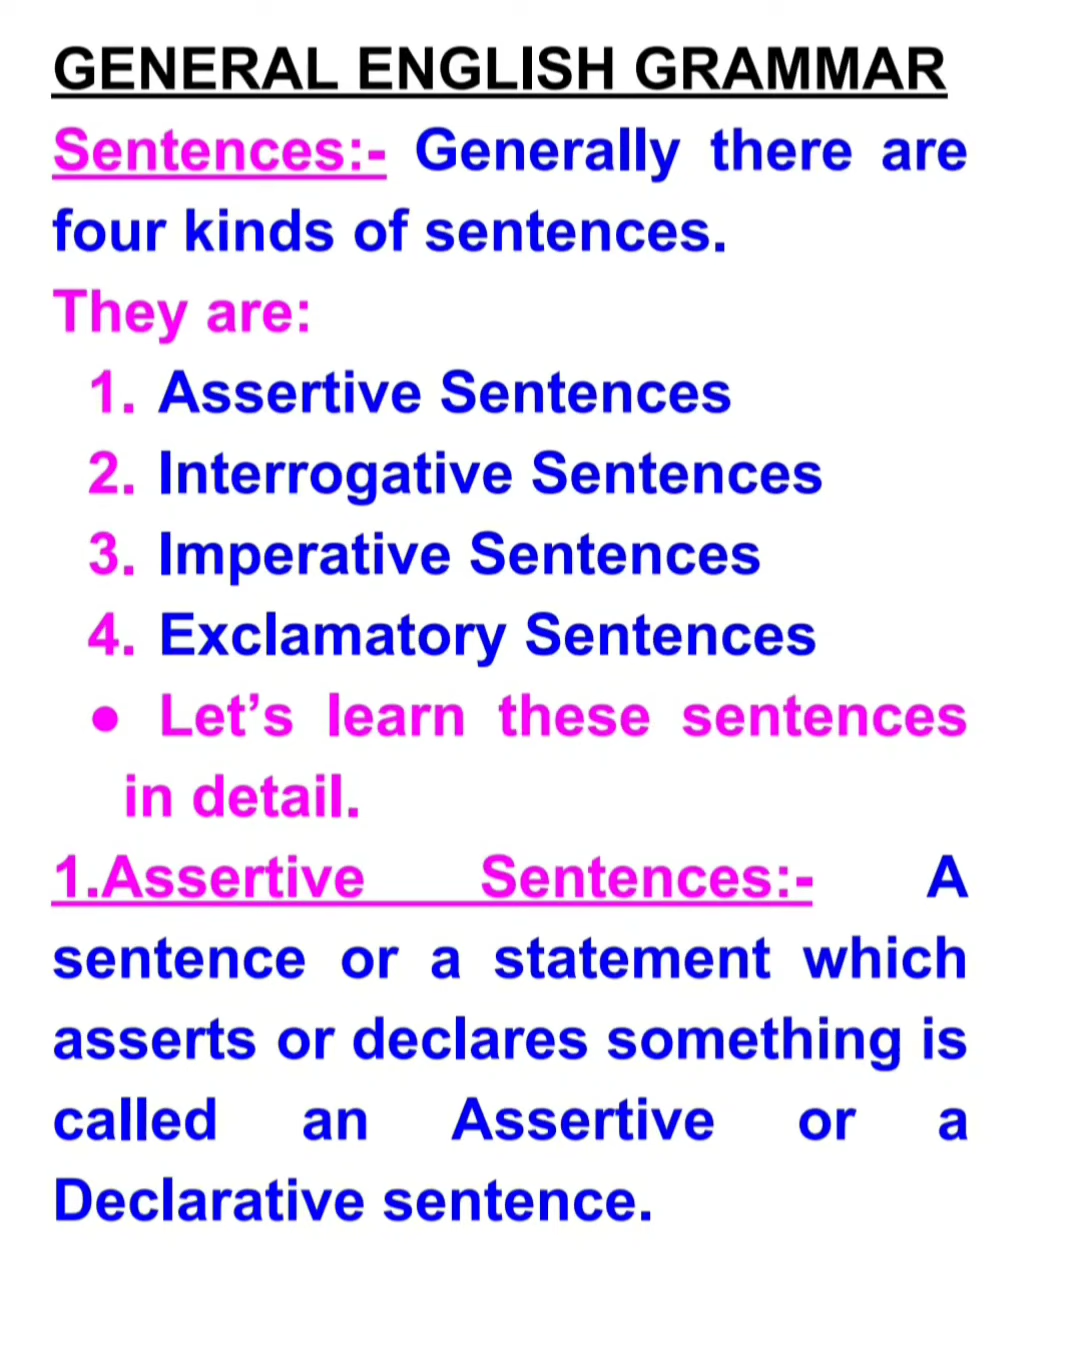 GENERAL ENGLISH GRAMMAR
Sentences:- Generally there are
four kinds of sentences.
They are:
1. Assertive Sentences
2. Interrogative Sentences
3. Imperative Sentences
4. Exclamatory Sentences
● Let’s learn these sentences
in detail.
1.Assertive Sentences:- A
sentence or a statement which
asserts or declares something is
called an Assertive or a
Declarative sentence.